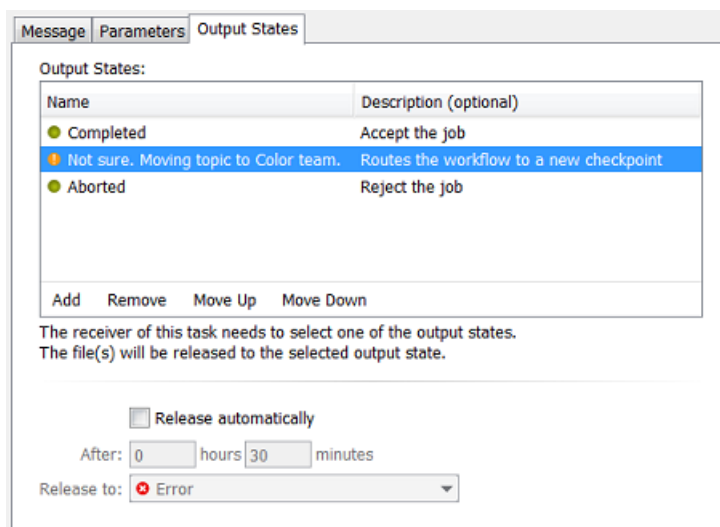 Message Parameters Output States
Output States:
Name Description (optional)
Completed Accept the job
Not sure. Moving topic to Color team. Routes the workflow to a new checkpoint
Aborted Reject the job
Add Remove Move Up Move Down
The receiver of this task needs to select one of the output states.
The file(s) will be released to the selected output state.
Release automatically
After: 0 hours 30 minutes
Release to: Error